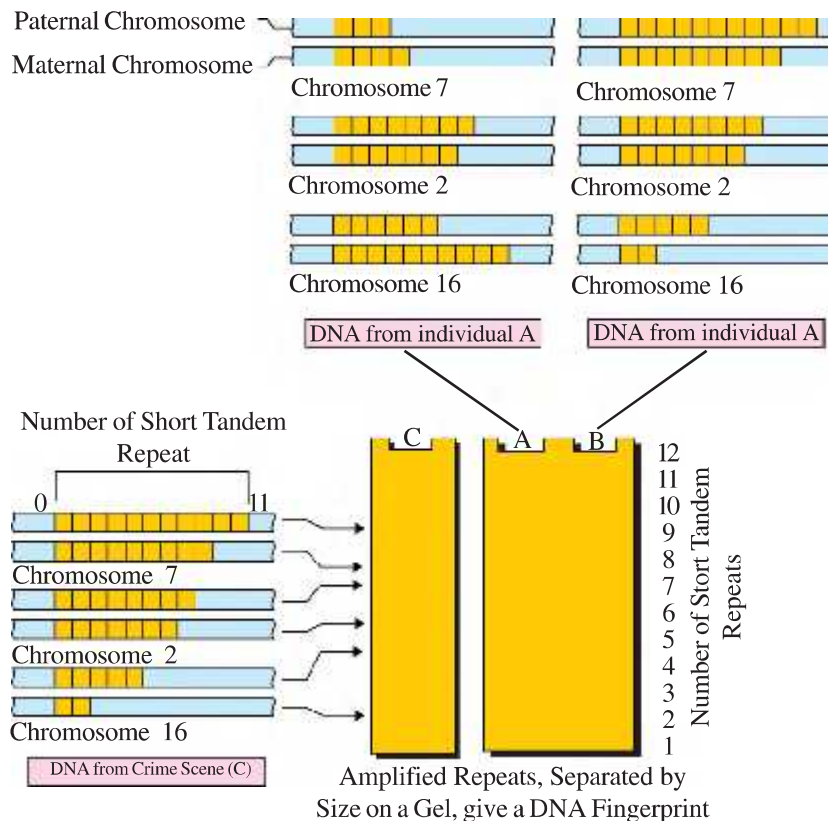 Paternal Chromosome
Maternal Chromosome
Chromosome 7
Chromosome 7
Chromosome 2
Chromosome 2
Chromosome 16
Chromosome 16
DNA from individual A
DNA from individual A
Number of Short Tandem
Repeat
0
11
Chromosome 7
Chromosome 2
Chromosome 16
DNA from Crime Scene (C)
C
A
B
12
11
10
9
8
7
6
5
4
3
2
1
Number of Stort Tandem
Repeats
Amplified Repeats, Separated by
Size on a Gel, give a DNA Fingerprint